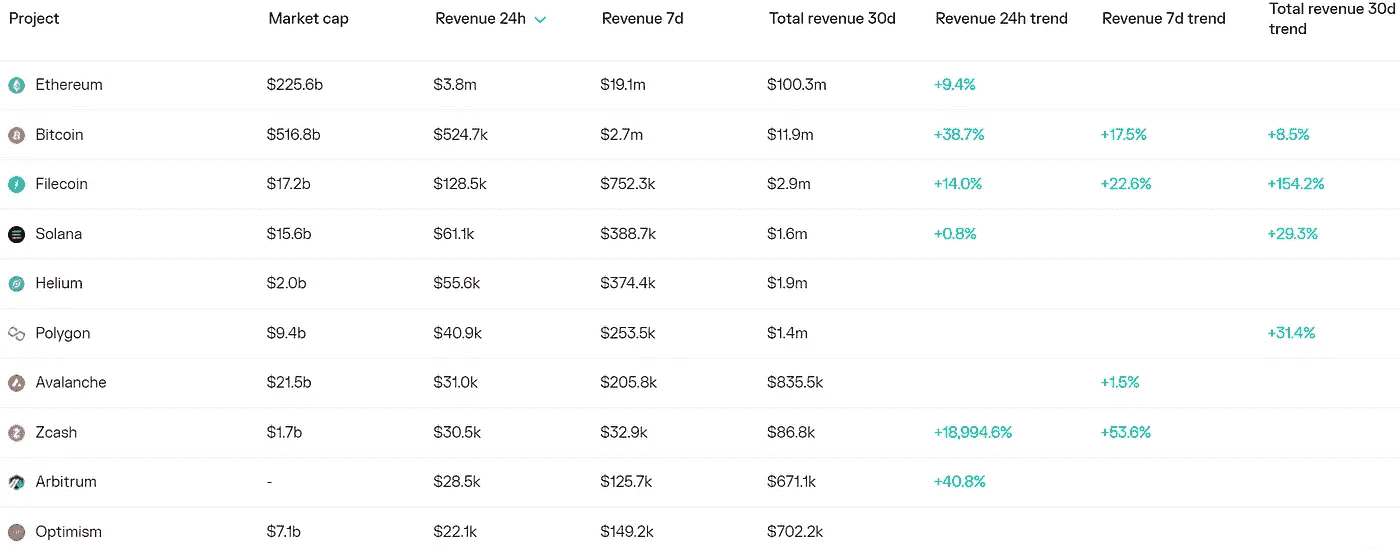 Project Market cap Revenue 24h Revenue 7d Total revenue 30d Revenue 24h trend Revenue 7d trend Total revenue 30d
trend
Ethereum $225.6b $3.8m $19.1m $100.3m +9.4%
Bitcoin $516.8b $524.7k $2.7m $11.9m +38.7% +17.5% +8.5%
Filecoin $17.2b $128.5k $752.3k $2.9m +14.0% +22.6% +154.2%
Solana $15.6b $61.1k $388.7k $1.6m +0.8% +29.3%
Helium $2.0b $55.6k $374.4k $1.9m
Polygon $9.4b $40.9k $253.5k $1.4m +31.4%
Avalanche $21.5b $31.0k $205.8k $835.5k +1.5%
Zcash $1.7b $30.5k $32.9k $86.8k +18,994.6% +53.6%
Arbitrum - $28.5k $125.7k $671.1k +40.8%
Optimism $7.1b $22.1k $149.2k $702.2k